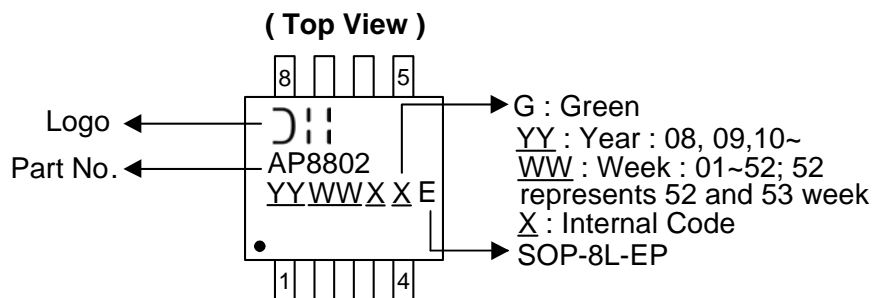 ( Top View )
8 5
Logo
Part No.
AP8802
YYWWXXE
1 4
G : Green
YY : Year : 08, 09,10~
WW : Week : 01~52; 52
represents 52 and 53 week
X : Internal Code
SOP-8L-EP